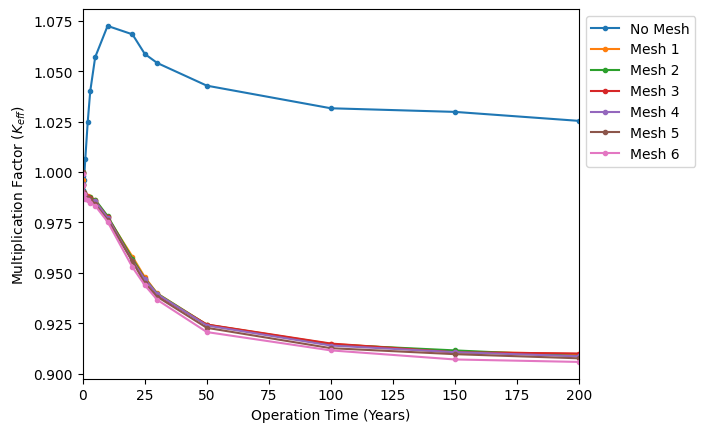 1.075
1.050
1.025
1.000
0.975
0.950
0.925
0.900
Multiplication Factor (K_eff)
0
25
50
75
100
125
150
175
200
Operation Time (Years)
No Mesh
Mesh 1
Mesh 2
Mesh 3
Mesh 4
Mesh 5
Mesh 6